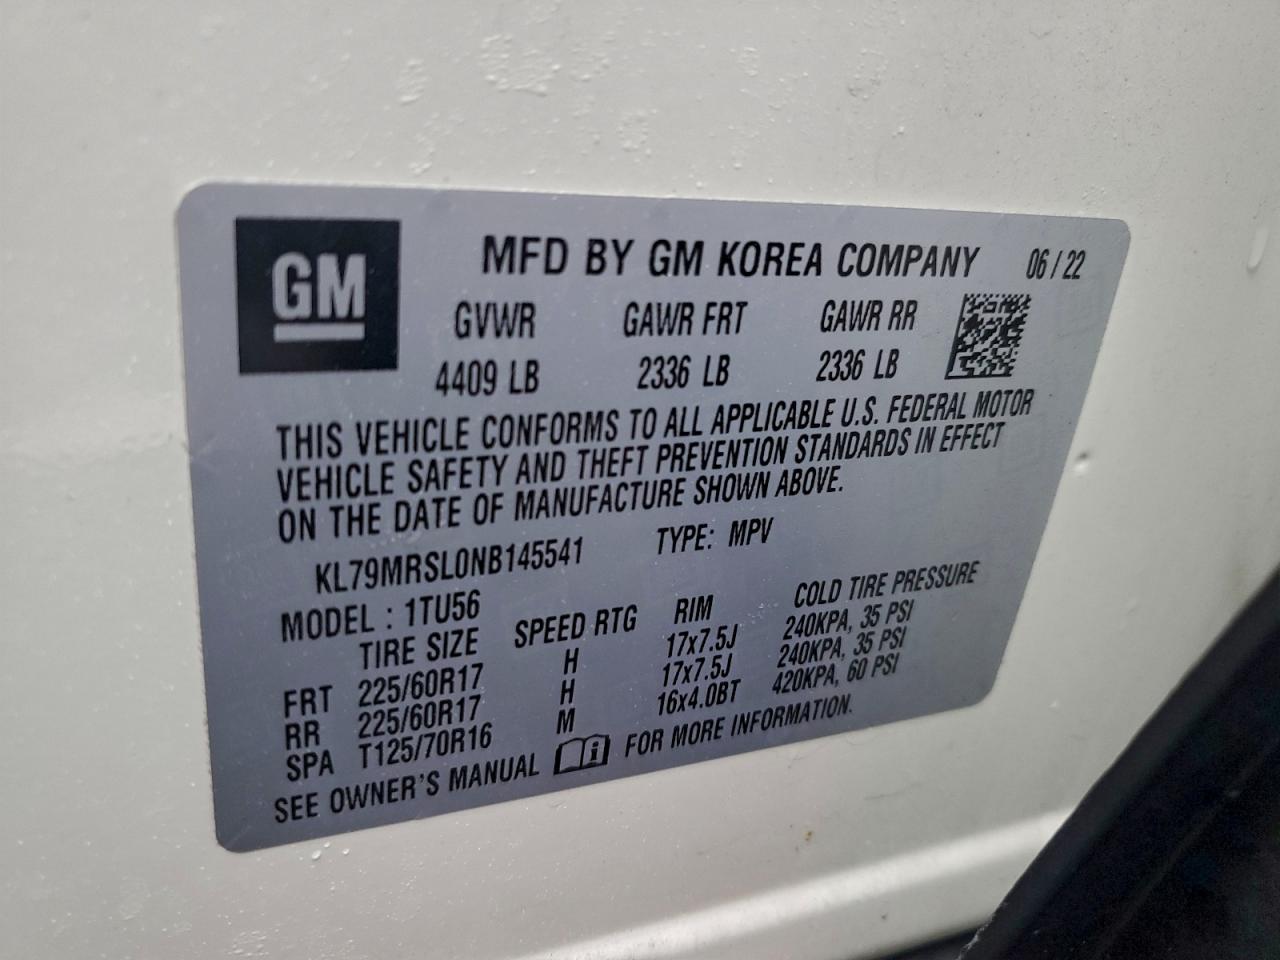 GM
MFD BY GM KOREA COMPANY 06/22
GVWR GAWR FRT GAWR RR
4409 LB 2336 LB 2336 LB
THIS VEHICLE CONFORMS TO ALL APPLICABLE U.S. FEDERAL MOTOR
VEHICLE SAFETY AND THEFT PREVENTION STANDARDS IN EFFECT
ON THE DATE OF MANUFACTURE SHOWN ABOVE.
KL79MRSL0NB145541 TYPE: MPV
MODEL : 1TU56
TIRE SIZE SPEED RTG RIM COLD TIRE PRESSURE
FRT 225/60R17 H 17x7.5J 240KPA, 35 PSI
RR 225/60R17 H 17x7.5J 240KPA, 35 PSI
SPA T125/70R16 M 16x4.0BT 420KPA, 60 PSI
SEE OWNER'S MANUAL i FOR MORE INFORMATION.